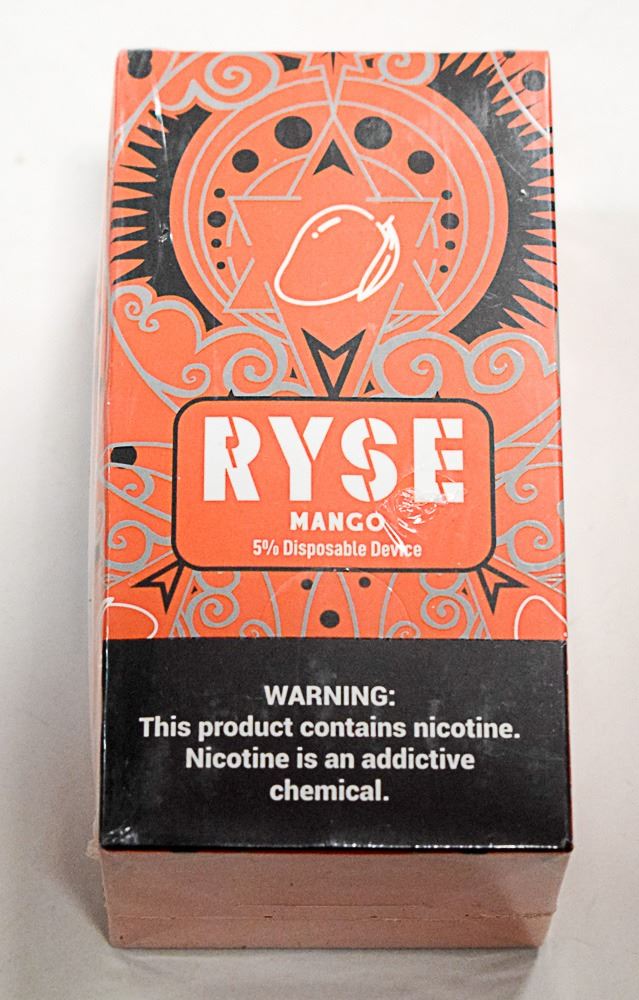 RYSE
MANGO
5% Disposable Device
WARNING:
This product contains nicotine.
Nicotine is an addictive
chemical.